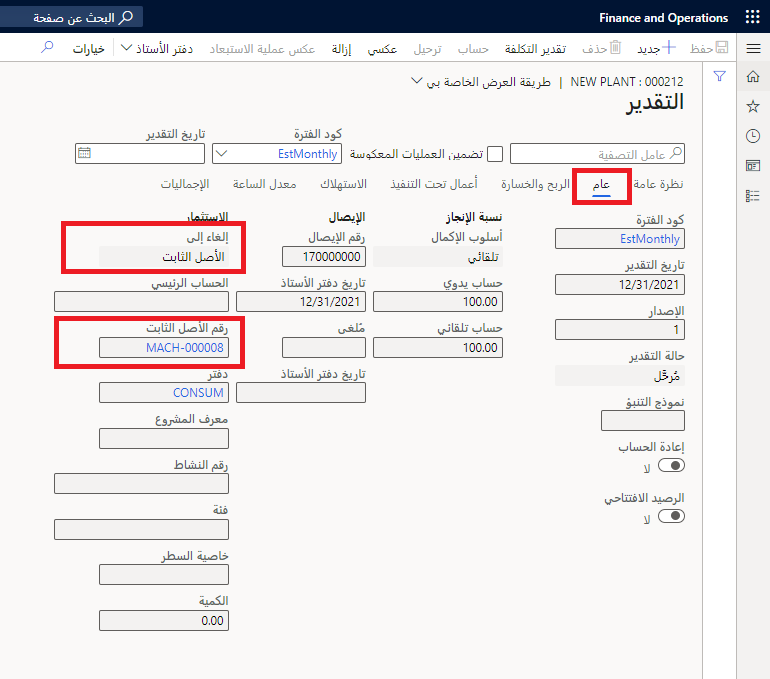 Finance and Operations
البحث عن صفحة
حفظ
جديد
حذف
تقدير التكلفة
حساب
ترحيل
عكسي
إزالة
عكس عملية الاستبعاد
دفتر الأستاذ
خيارات
NEW PLANT : 000212 | طريقة العرض الخاصة بي
التقدير
عامل التصفية
تضمين العمليات المعكوسة
كود الفترة
EstMonthly
تاريخ التقدير
نظرة عامة
عام
الربح والخسارة
أعمال تحت التنفيذ
الاستهلاك
معدل الساعة
الإجماليات
كود الفترة
EstMonthly
تاريخ التقدير
12/31/2021
الإصدار
1
حالة التقدير
مُرحَّل
نموذج التنبؤ
إعادة الحساب
لا
الرصيد الافتتاحي
لا
نسبة الإنجاز
أسلوب الإكمال
تلقائي
حساب يدوي
100.00
حساب تلقائي
100.00
الإيصال
رقم الإيصال
170000000
تاريخ دفتر الأستاذ
12/31/2021
مُلغى
تاريخ دفتر الأستاذ
الاستثمار
إلغاء إلى
الأصل الثابت
الحساب الرئيسي
رقم الأصل الثابت
MACH-000008
دفتر
CONSUM
معرف المشروع
رقم النشاط
فئة
خاصية السطر
الكمية
0.00